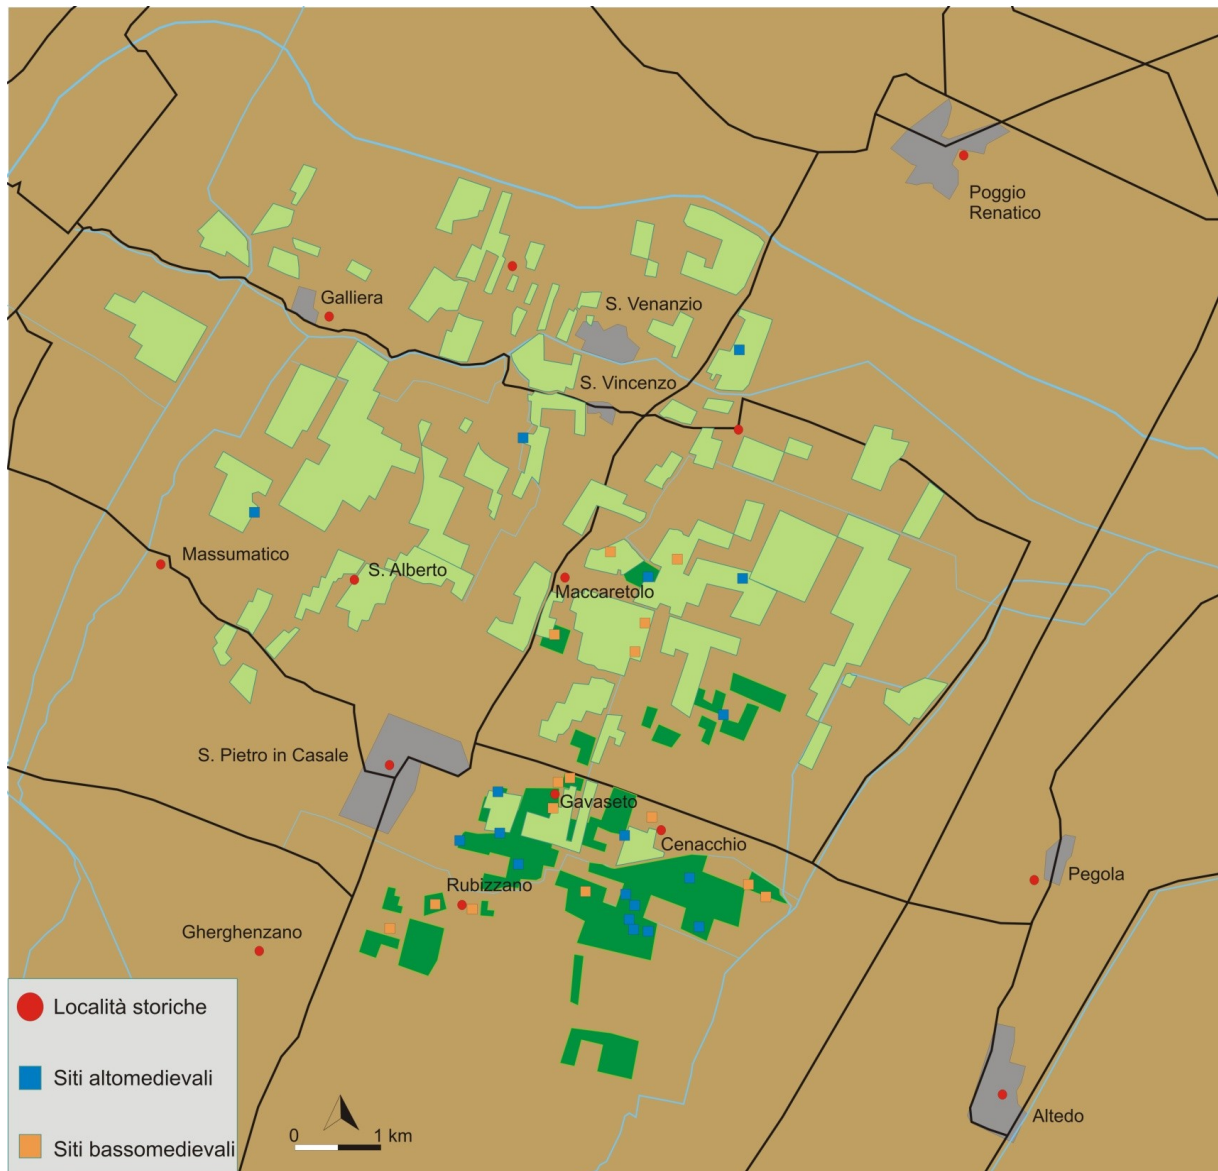 Poggio
Renatico
Galliera
S. Venanzio
S. Vincenzo
Massumatico
S. Alberto
Maccaretolo
S. Pietro in Casale
Gavaseto
Cenacchio
Pegola
Rubizzano
Gherghenzano
Località storiche
Siti altomedievali
Altedo
0 1 km
Siti bassomedievali